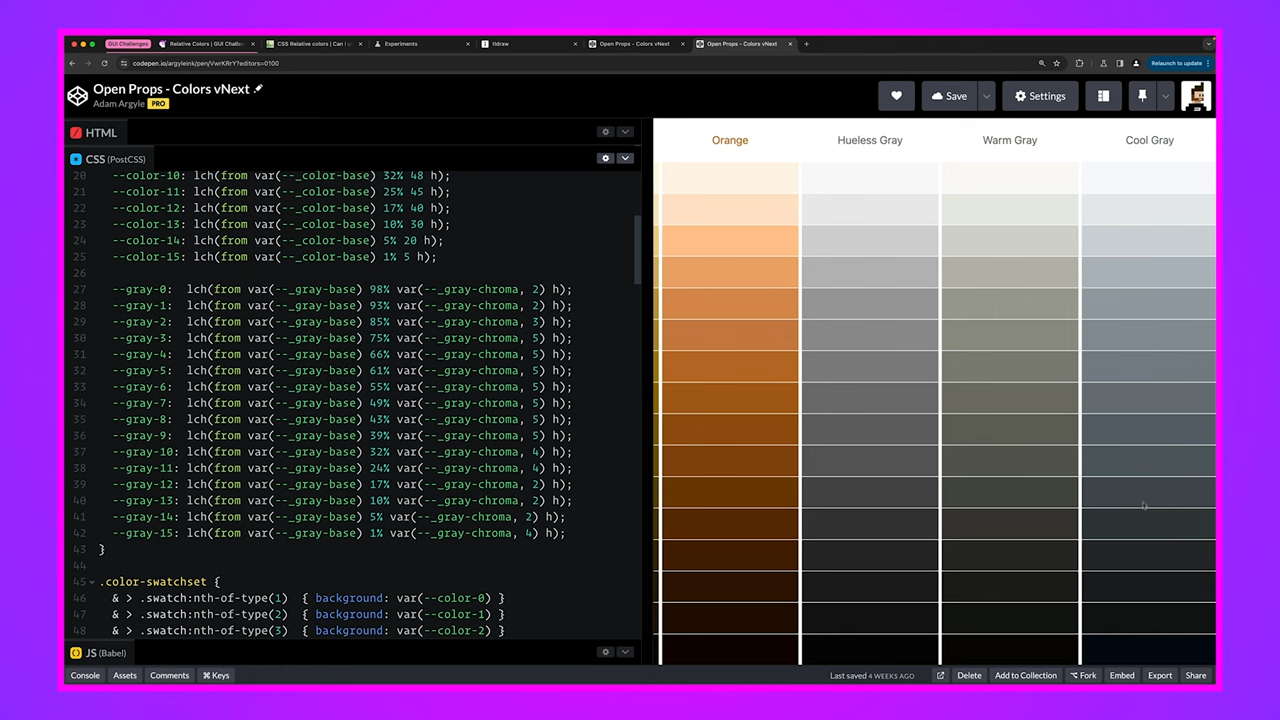 GUI Challenges
Relative Colors | GUI Challe
CSS Relative colors | Can I u
Experiments
tldraw
Open Props - Colors vNext
Open Props - Colors vNext
codepen.io/argyleink/pen/VwrKRrY?editors=0100
Relaunch to update
Open Props - Colors vNext
Adam Argyle PRO
Save
Settings
HTML
CSS (PostCSS)
20 --color-10: lch(from var(--_color-base) 32% 48 h);
21 --color-11: lch(from var(--_color-base) 25% 45 h);
22 --color-12: lch(from var(--_color-base) 17% 40 h);
23 --color-13: lch(from var(--_color-base) 10% 30 h);
24 --color-14: lch(from var(--_color-base) 5% 20 h);
25 --color-15: lch(from var(--_color-base) 1% 5 h);
26
27 --gray-0: lch(from var(--_gray-base) 98% var(--_gray-chroma, 2) h);
28 --gray-1: lch(from var(--_gray-base) 93% var(--_gray-chroma, 2) h);
29 --gray-2: lch(from var(--_gray-base) 85% var(--_gray-chroma, 3) h);
30 --gray-3: lch(from var(--_gray-base) 75% var(--_gray-chroma, 5) h);
31 --gray-4: lch(from var(--_gray-base) 66% var(--_gray-chroma, 5) h);
32 --gray-5: lch(from var(--_gray-base) 61% var(--_gray-chroma, 5) h);
33 --gray-6: lch(from var(--_gray-base) 55% var(--_gray-chroma, 5) h);
34 --gray-7: lch(from var(--_gray-base) 49% var(--_gray-chroma, 5) h);
35 --gray-8: lch(from var(--_gray-base) 43% var(--_gray-chroma, 5) h);
36 --gray-9: lch(from var(--_gray-base) 39% var(--_gray-chroma, 5) h);
37 --gray-10: lch(from var(--_gray-base) 32% var(--_gray-chroma, 4) h);
38 --gray-11: lch(from var(--_gray-base) 24% var(--_gray-chroma, 4) h);
39 --gray-12: lch(from var(--_gray-base) 17% var(--_gray-chroma, 2) h);
40 --gray-13: lch(from var(--_gray-base) 10% var(--_gray-chroma, 2) h);
41 --gray-14: lch(from var(--_gray-base) 5% var(--_gray-chroma, 2) h);
42 --gray-15: lch(from var(--_gray-base) 1% var(--_gray-chroma, 4) h);
43 }
44
45 .color-swatchset {
46 & > .swatch:nth-of-type(1) { background: var(--color-0) }
47 & > .swatch:nth-of-type(2) { background: var(--color-1) }
48 & > .swatch:nth-of-type(3) { background: var(--color-2) }
JS (Babel)
Orange Hueless Gray Warm Gray Cool Gray
Console Assets Comments ⌘ Keys
Last saved 4 WEEKS AGO Delete Add to Collection ⌥ Fork Embed Export Share